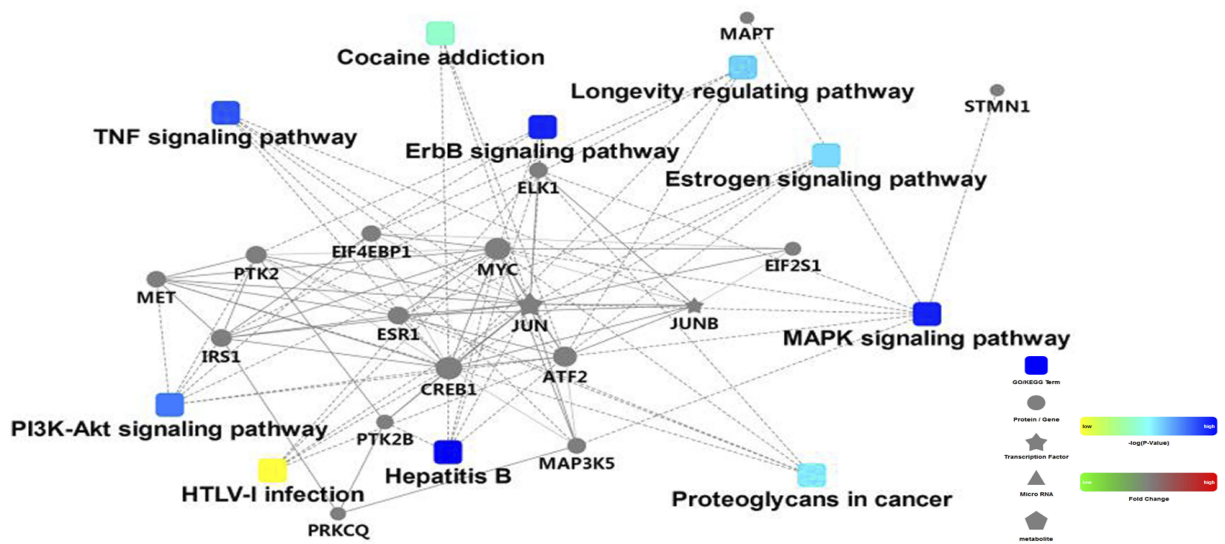 MAPT
Cocaine addiction
Longevity regulating pathway
STMN1
TNF signaling pathway
ErbB signaling pathway
Estrogen signaling pathway
ELK1
EIF4EBP1
MYC
EIF2S1
PTK2
MET
JUN
JUNB
ESR1
MAPK signaling pathway
IRS1
ATF2
CREB1
GO/KEGG Term
PI3K-Akt signaling pathway
PTK2B
Protein / Gene
low
high
-log(P-Value)
MAP3K5
Transcription Factor
Hepatitis B
HTLV-I infection
Proteoglycans in cancer
low
high
Micro RNA
Fold Change
PRKCQ
metabolite